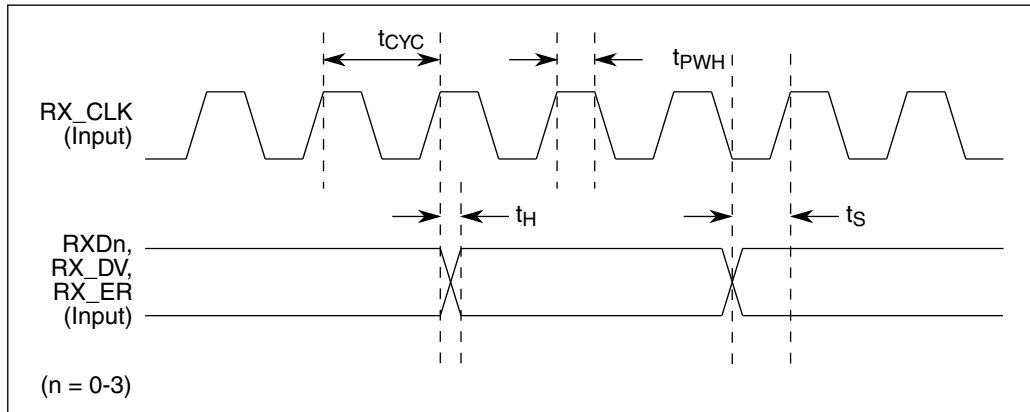 tCYC
tPWH
RX_CLK
(Input)
tH
tS
RXDn,
RX_DV,
RX_ER
(Input)
(n = 0-3)